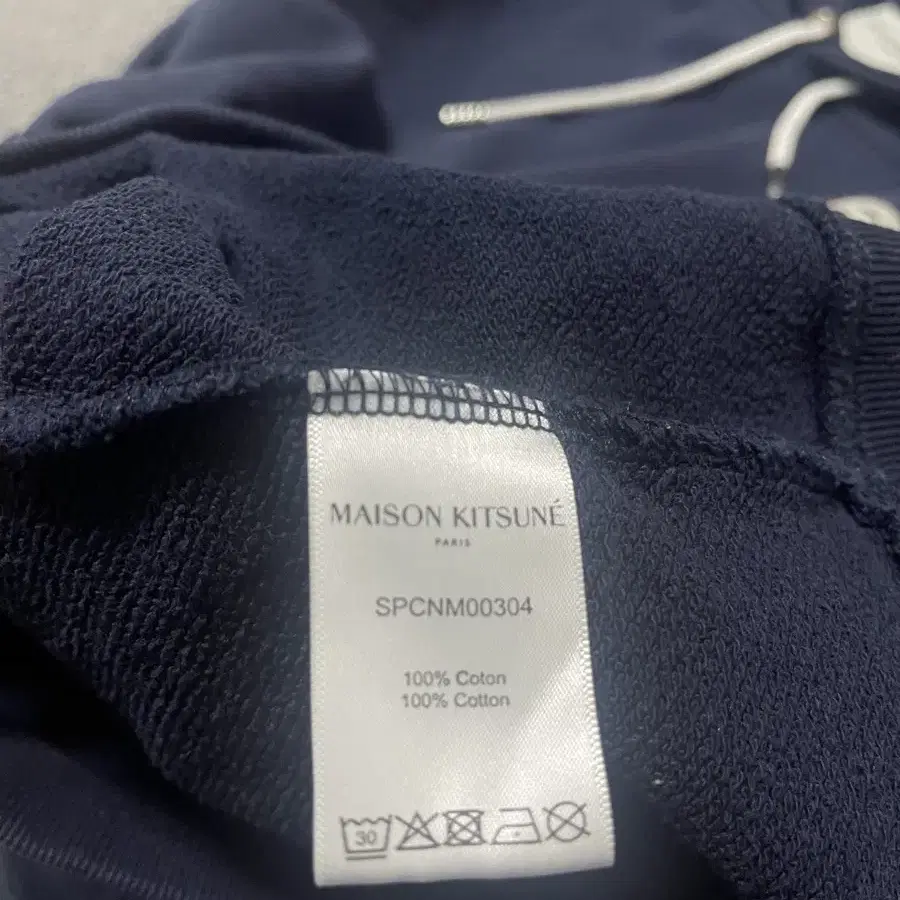 MAISON KITSUNÉ
PARIS
SPCNM00304
100% Coton
100% Cotton
30